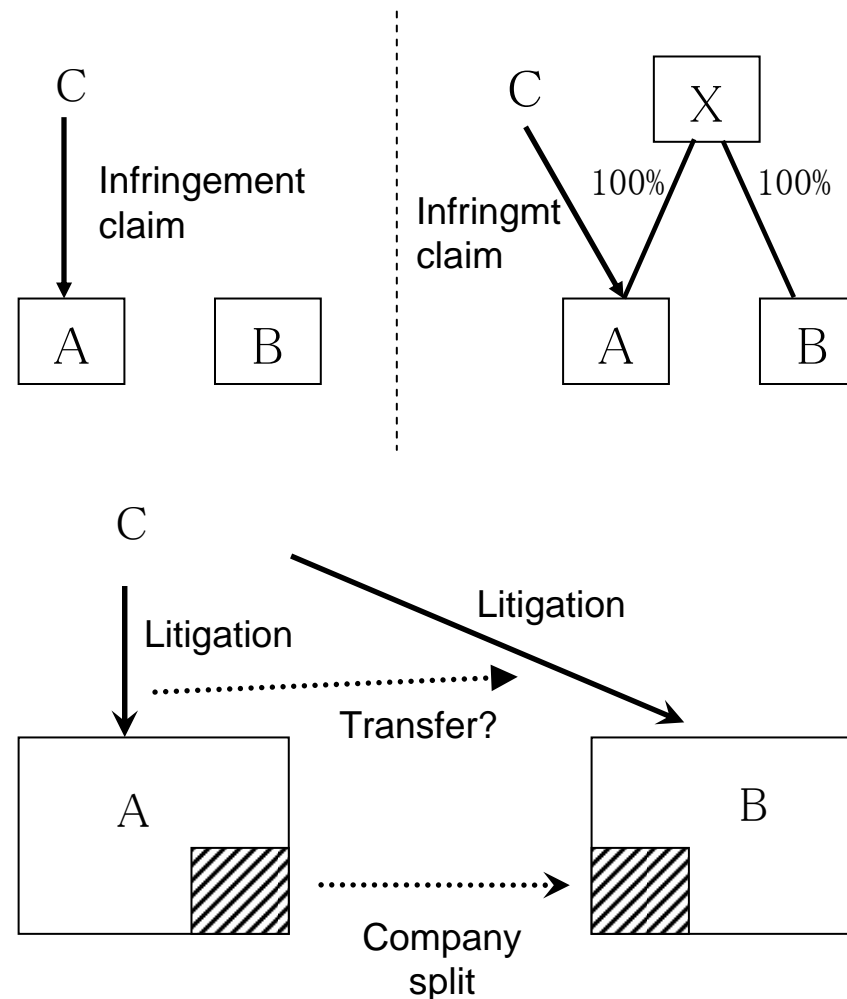 C
Infringement
claim
A
B
C
X
100%
100%
Infringmt
claim
A
B
C
Litigation
Litigation
Transfer?
A
B
Company
split